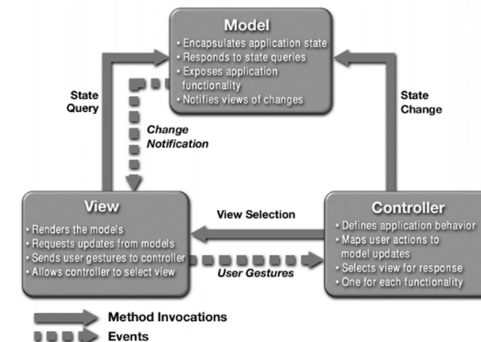 Model
• Encapsulates application state
• Responds to state queries
• Exposes application
functionality
• Notifies views of changes
State
Query
State
Change
Change
Notification
View
• Renders the models
• Requests updates from models
• Sends user gestures to controller
• Allows controller to select view
View Selection
User Gestures
Controller
• Defines application behavior
• Maps user actions to
model updates
• Selects view for response
• One for each functionality
Method Invocations
Events